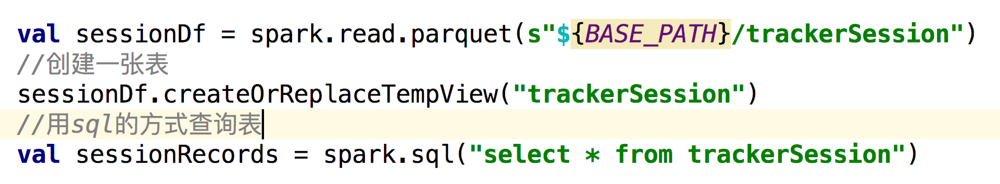 val sessionDf = spark.read.parquet(s"${BASE_PATH}/trackerSession")
//创建一张表
sessionDf.createOrReplaceTempView("trackerSession")
//用sql的方式查询表
val sessionRecords = spark.sql("select * from trackerSession")